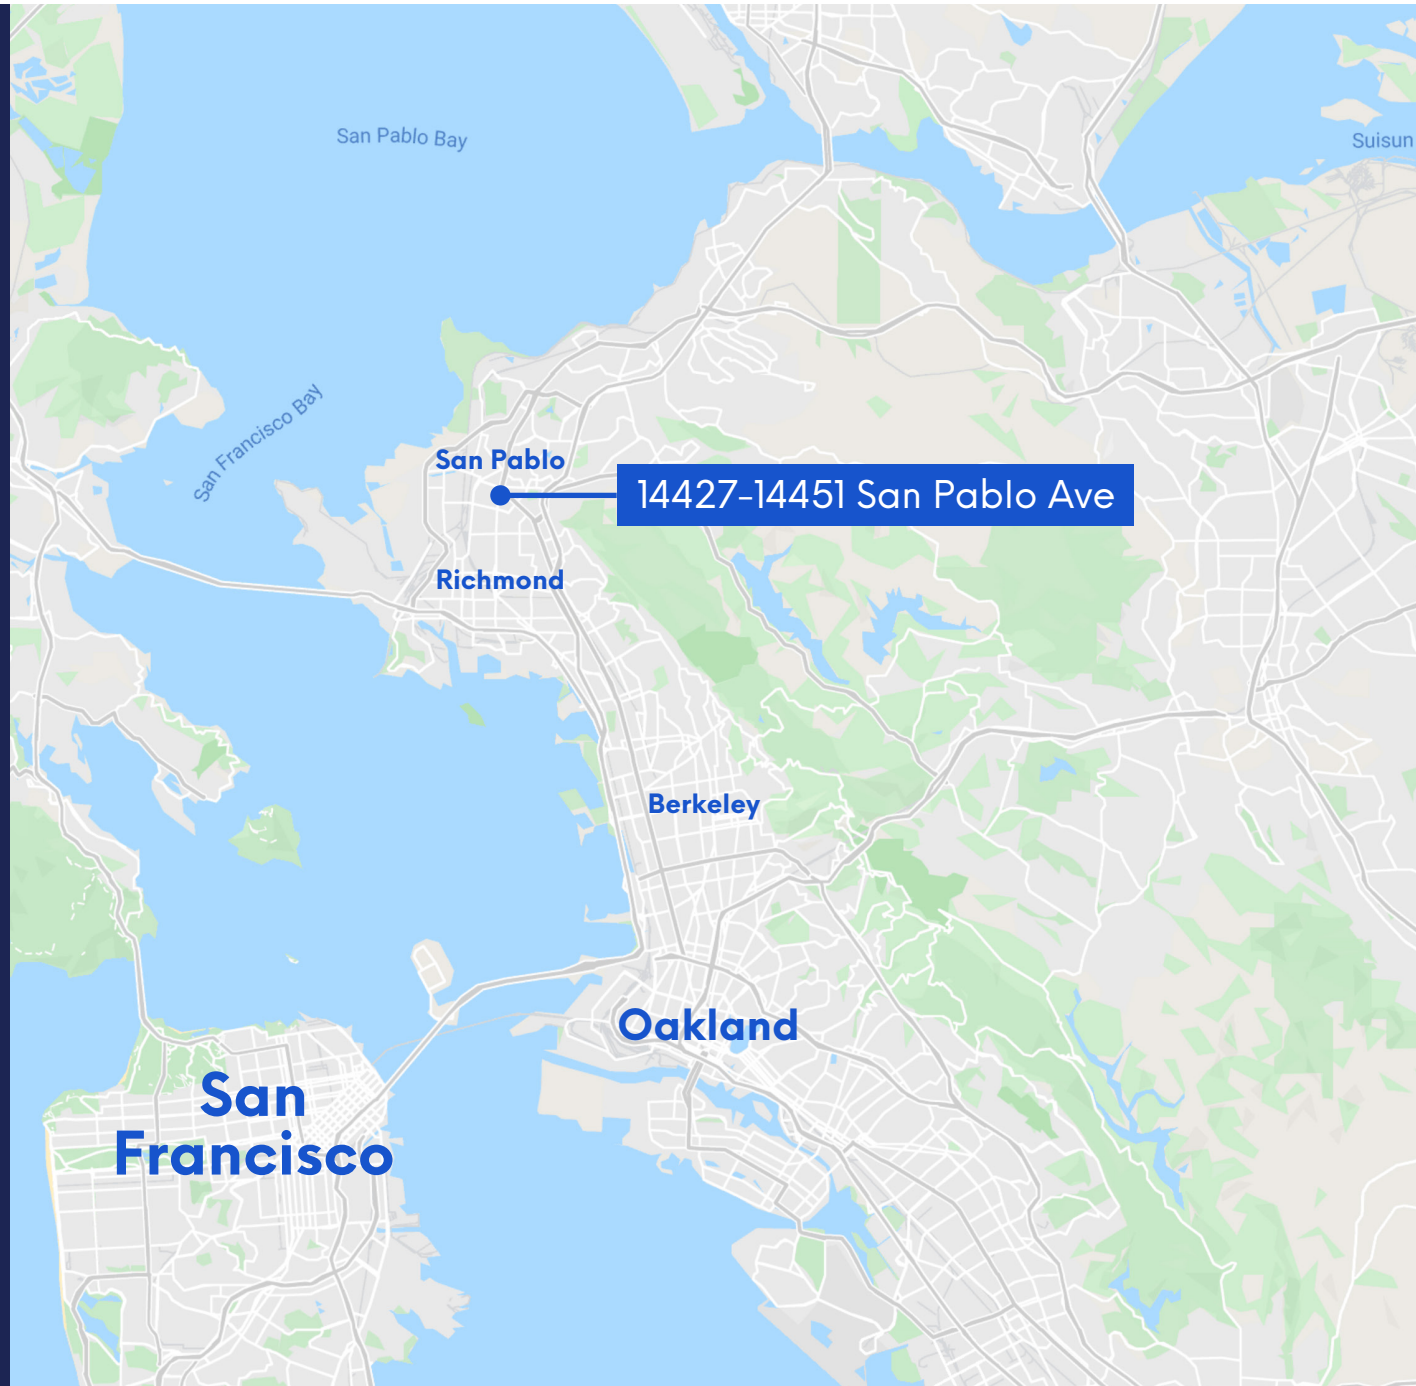 San Pablo Bay
Suisun
San Francisco Bay
San Pablo
14427-14451 San Pablo Ave
Richmond
Berkeley
Oakland
San
Francisco